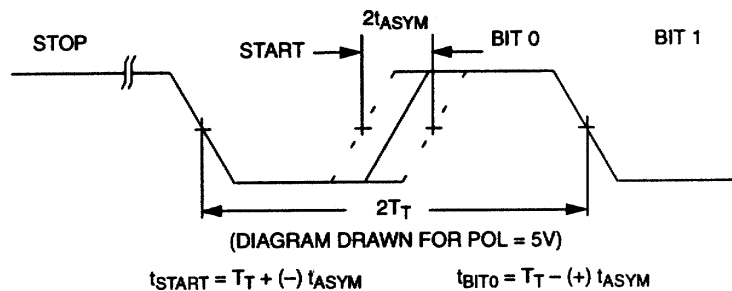 2tASYM
STOP START BIT 0 BIT 1
2TT
(DIAGRAM DRAWN FOR POL = 5V)
tSTART = TT + (–) tASYM tBIT0 = TT – (+) tASYM